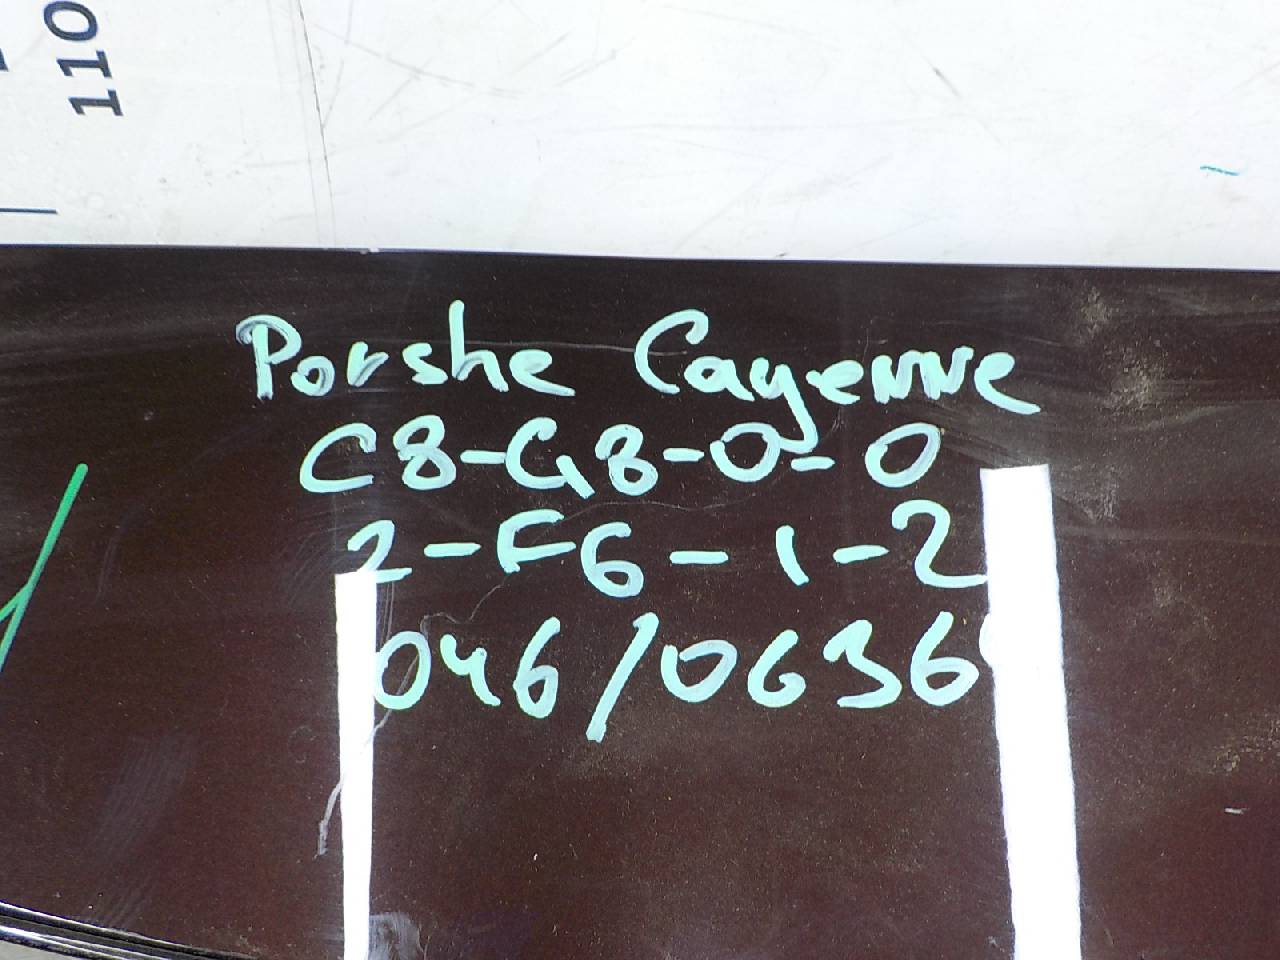 110
Porshe Cayenne
C8-G8-0-0
2-F6-1-2
046/0636